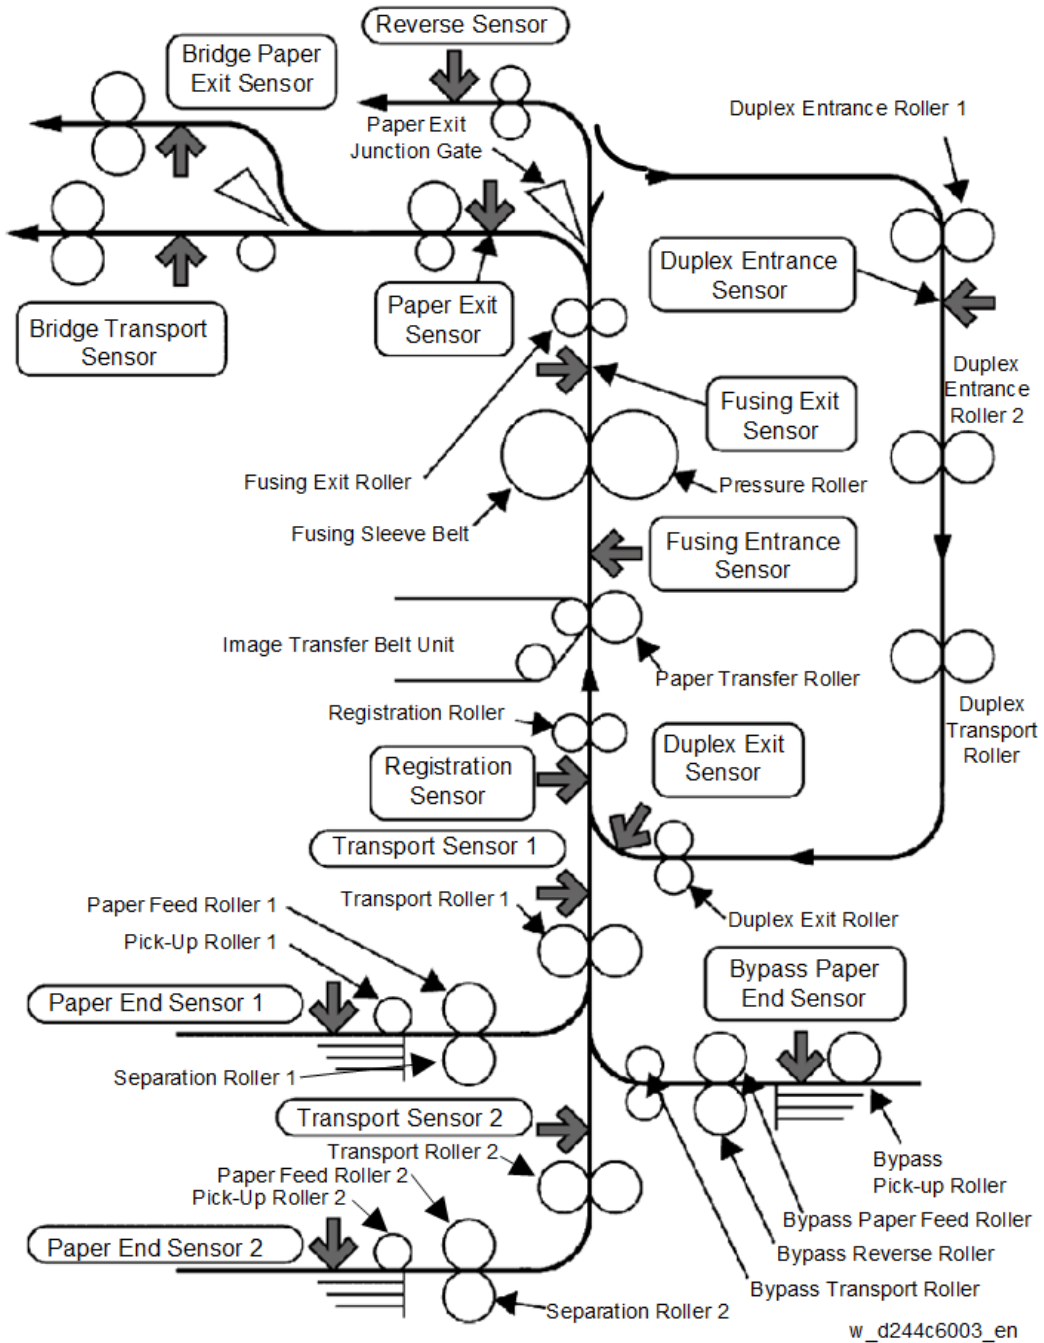 Reverse Sensor
Bridge Paper
Exit Sensor
Paper Exit
Junction Gate
Duplex Entrance Roller 1
Duplex Entrance
Sensor
Bridge Transport
Sensor
Paper Exit
Sensor
Duplex
Entrance
Roller 2
Fusing Exit
Sensor
Fusing Exit Roller
Pressure Roller
Fusing Sleeve Belt
Fusing Entrance
Sensor
Image Transfer Belt Unit
Paper Transfer Roller
Registration Roller
Duplex
Transport
Roller
Duplex Exit
Sensor
Registration
Sensor
Transport Sensor 1
Paper Feed Roller 1
Transport Roller 1
Duplex Exit Roller
Pick-Up Roller 1
Bypass Paper
End Sensor
Paper End Sensor 1
Separation Roller 1
Transport Sensor 2
Transport Roller 2
Paper Feed Roller 2
Pick-Up Roller 2
Bypass
Pick-up Roller
Bypass Paper Feed Roller
Paper End Sensor 2
Bypass Reverse Roller
Bypass Transport Roller
Separation Roller 2
w_d244c6003_en